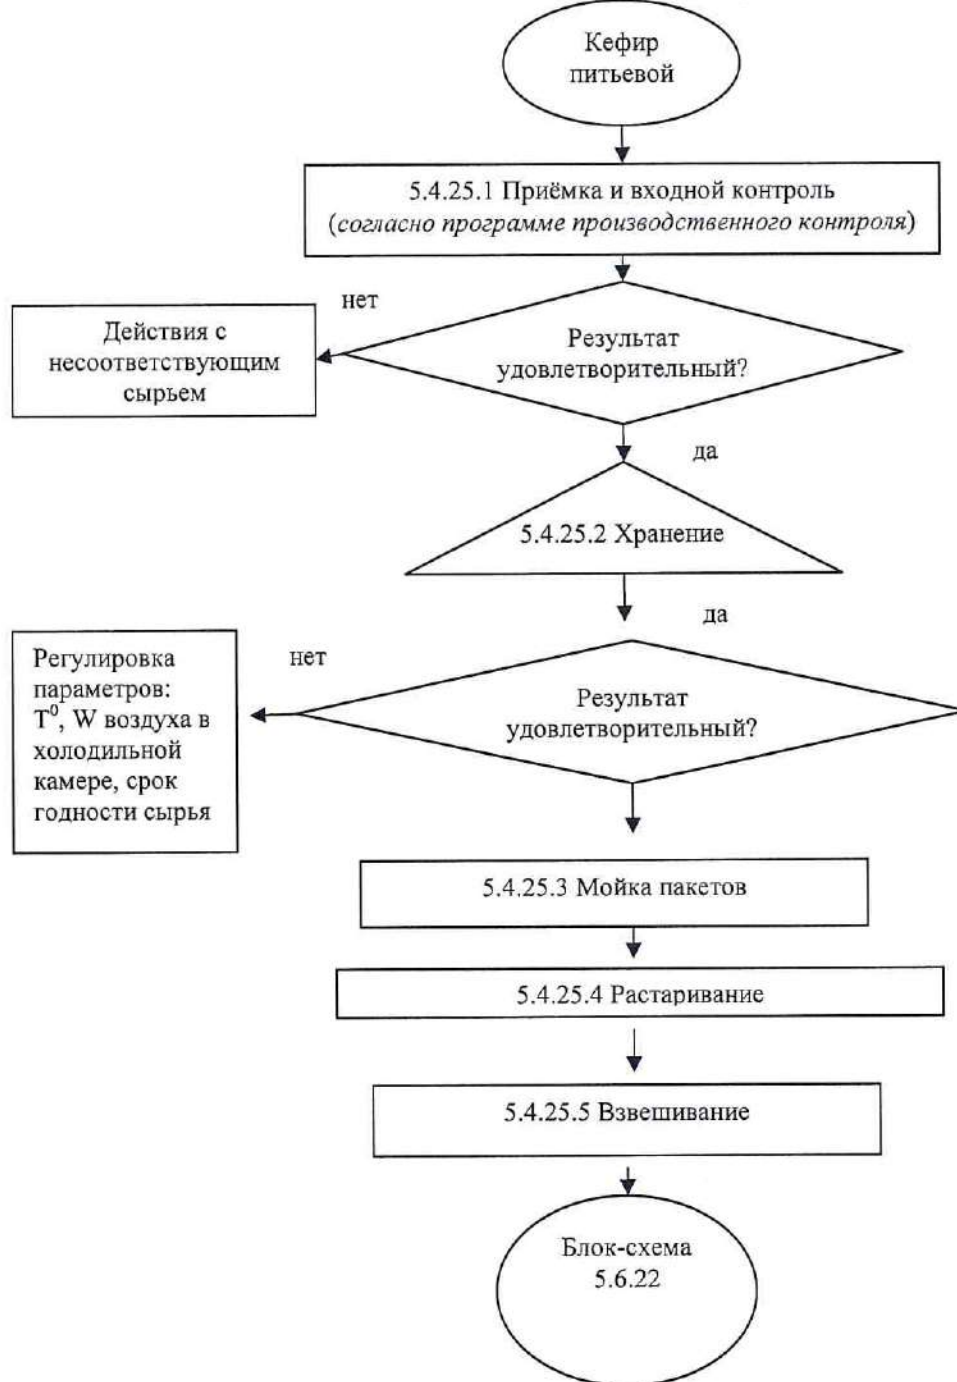 Кефир
питьевой
5.4.25.1 Приёмка и входной контроль
(согласно программе производственного контроля)
нет
Действия с
несоответствующим
сырьем
Результат
удовлетворительный?
да
5.4.25.2 Хранение
да
нет
Регулировка
параметров:
T⁰, W воздуха в
холодильной
камере, срок
годности сырья
Результат
удовлетворительный?
5.4.25.3 Мойка пакетов
5.4.25.4 Растаривание
5.4.25.5 Взвешивание
Блок-схема
5.6.22